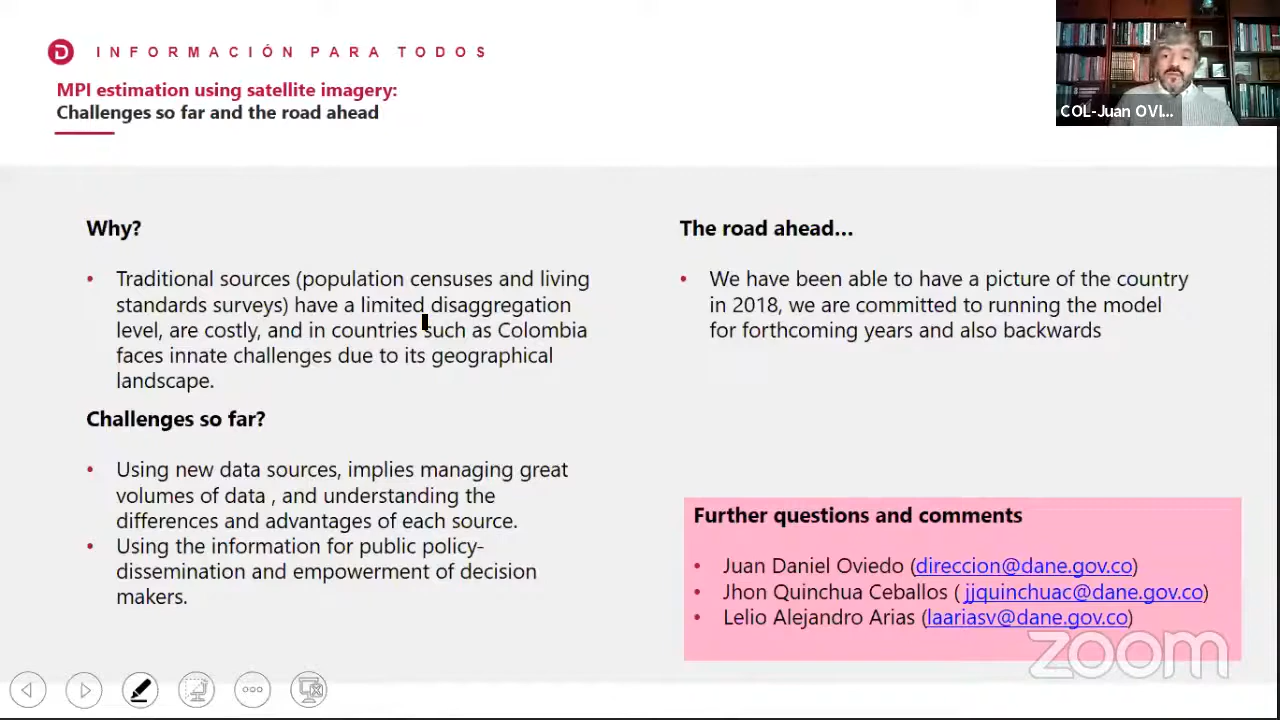 INFORMACIÓN PARA TODOS
MPI estimation using satellite imagery:
Challenges so far and the road ahead
COL-Juan OVI...
Why?
• Traditional sources (population censuses and living
standards surveys) have a limited disaggregation
level, are costly, and in countries such as Colombia
faces innate challenges due to its geographical
landscape.
Challenges so far?
• Using new data sources, implies managing great
volumes of data , and understanding the
differences and advantages of each source.
• Using the information for public policy-
dissemination and empowerment of decision
makers.
The road ahead...
• We have been able to have a picture of the country
in 2018, we are committed to running the model
for forthcoming years and also backwards
Further questions and comments
• Juan Daniel Oviedo (direccion@dane.gov.co)
• Jhon Quinchua Ceballos ( jjquinchuac@dane.gov.co)
• Lelio Alejandro Arias (laariasv@dane.gov.co)
zoom